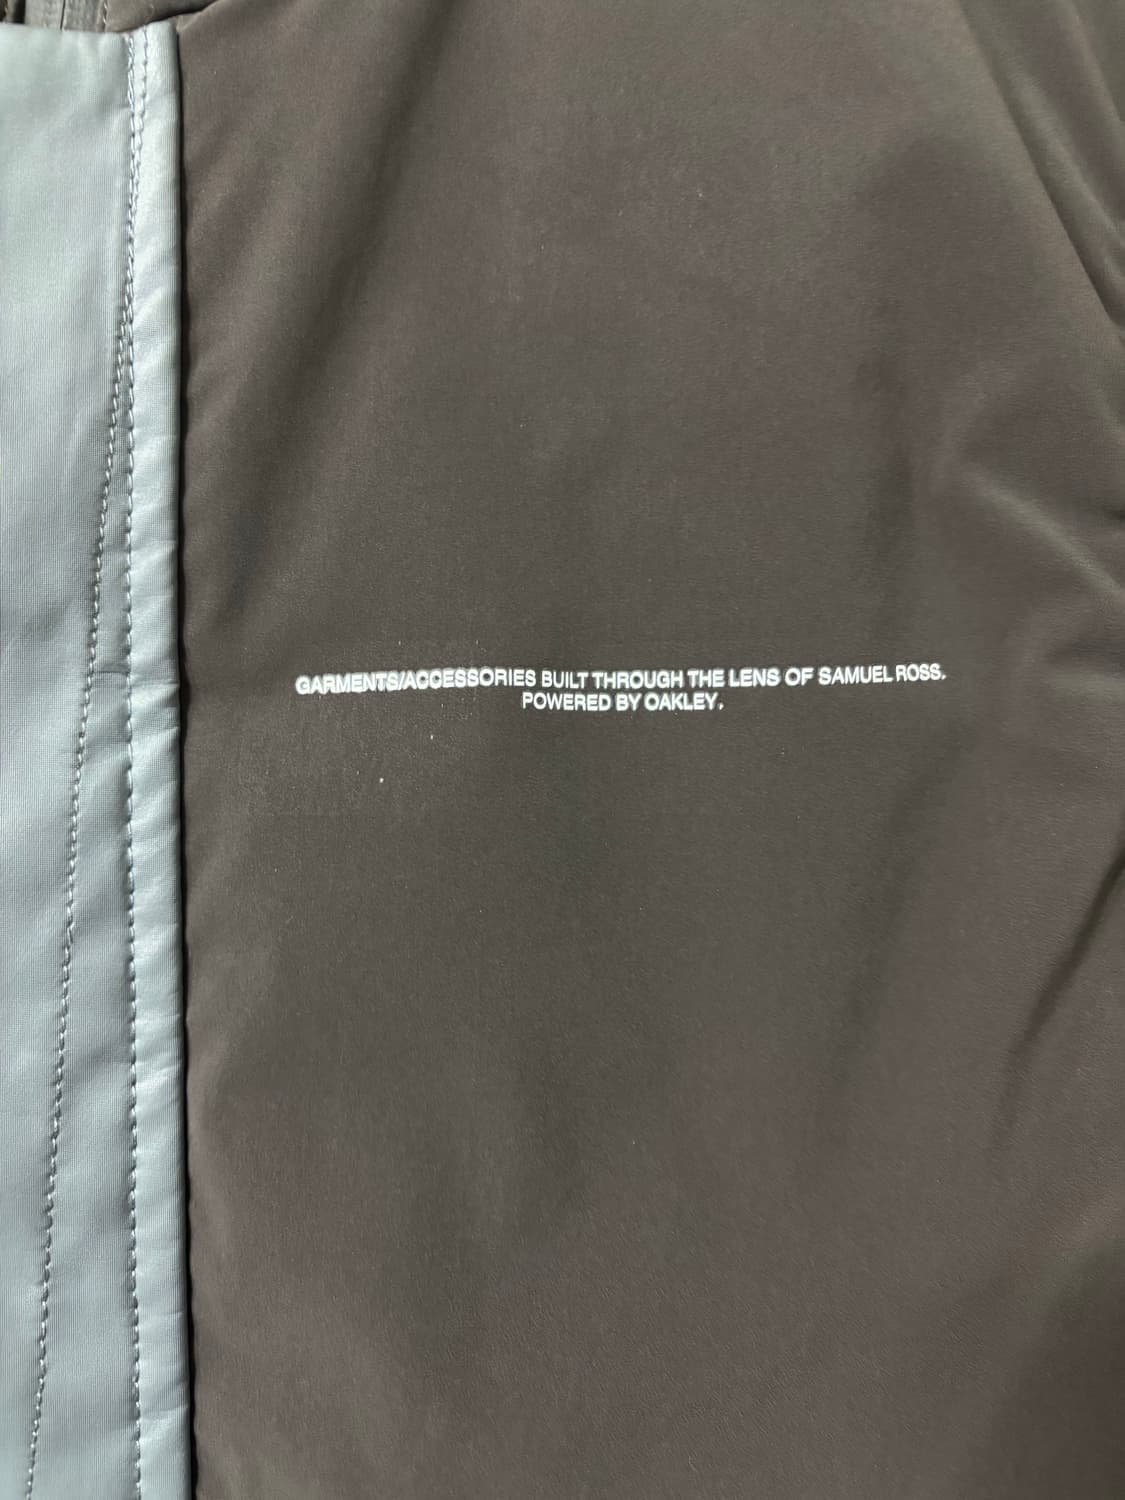 GARMENTS/ACCESSORIES BUILT THROUGH THE LENS OF SAMUEL ROSS.
POWERED BY OAKLEY.